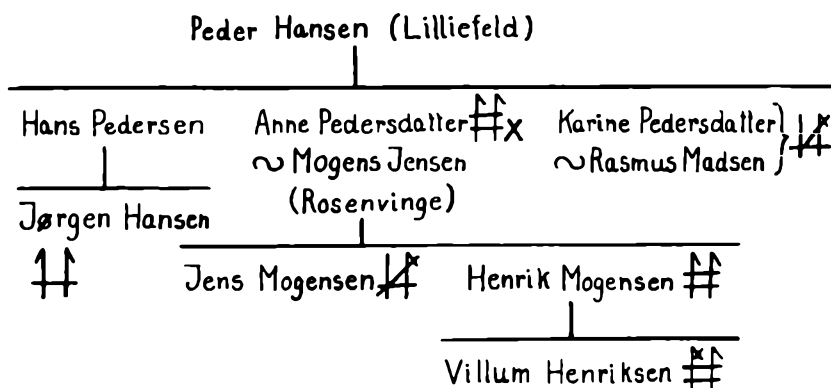 Peder Hansen (Lilliefeld)
Hans Pedersen
Anne Pedersdatter
~ Mogens Jensen
(Rosenvinge)
Karine Pedersdatter
~ Rasmus Madsen
Jørgen Hansen
Jens Mogensen
Henrik Mogensen
Villum Henriksen